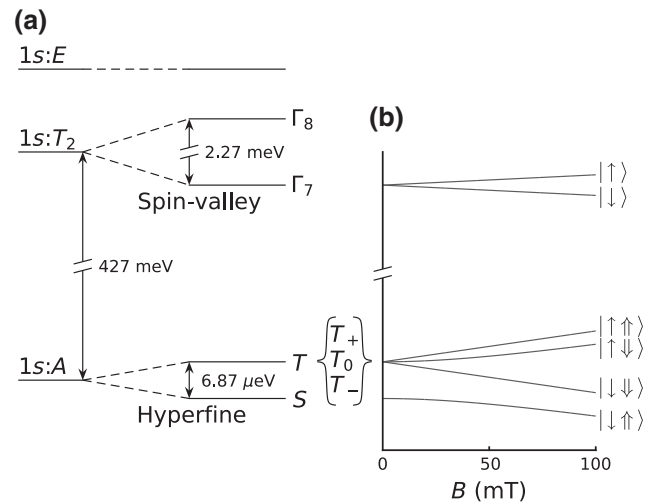 (a)
1s:E
1s:T₂
Γ₈
2.27 meV
Γ₇
Spin-valley
427 meV
1s:A
T
6.87 μeV
S
Hyperfine
T₊
T₀
T₋
(b)
|↑⟩
|↓⟩
|↑⇑⟩
|↑⇓⟩
|↓⇓⟩
|↓⇑⟩
0 50 100
B (mT)